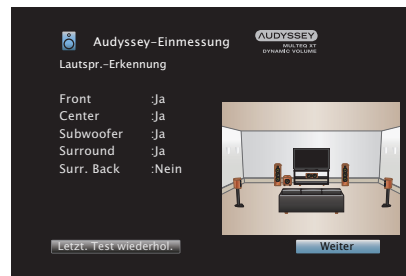 Audyssey-Einmessung
AUDYSSEY
MULTEQ XT
DYNAMIC VOLUME
Lautspr.-Erkennung
Front :Ja
Center :Ja
Subwoofer :Ja
Surround :Ja
Surr. Back :Nein
Letzt. Test wiederhol.
Weiter